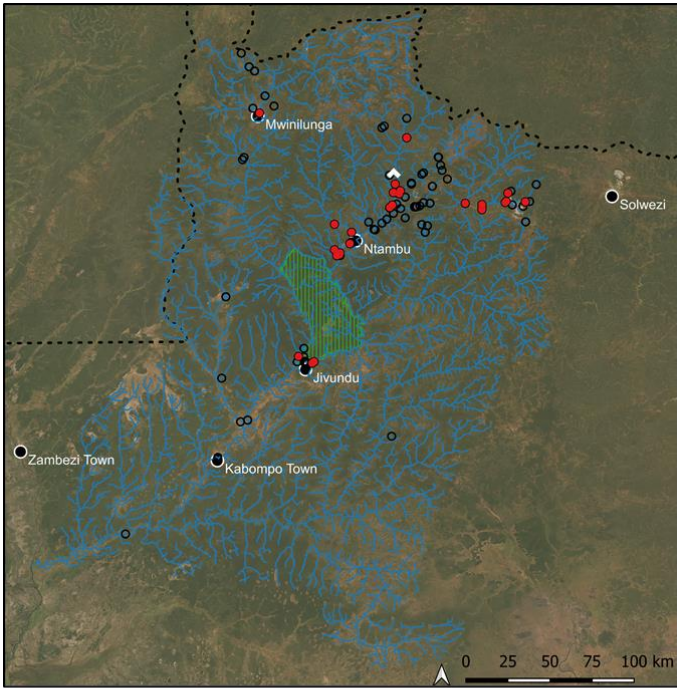 Mwinilunga
Solwezi
Ntambu
Jivundu
Zambezi Town
Kabompo Town
0 25 50 75 100 km